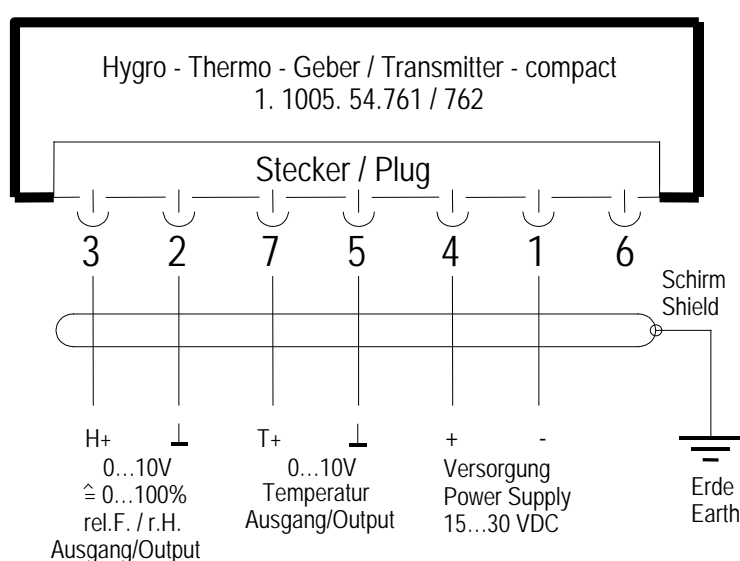 Hygro - Thermo - Geber / Transmitter - compact
1. 1005. 54.761 / 762
Stecker / Plug
3 2 7 5 4 1 6
Schirm
Shield
H+
0...10V
≙ 0...100%
rel.F. / r.H.
Ausgang/Output
T+
0...10V
Temperatur
Ausgang/Output
+ -
Versorgung
Power Supply
15...30 VDC
Erde
Earth